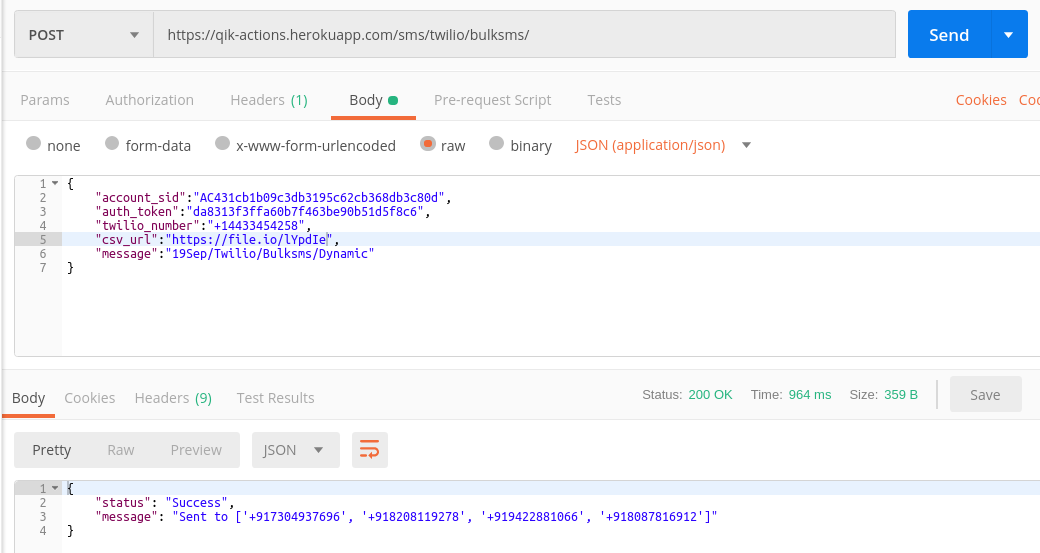 POST https://qik-actions.herokuapp.com/sms/twilio/bulksms/ Send
Params Authorization Headers (1) Body Pre-request Script Tests Cookies Coc
none form-data x-www-form-urlencoded raw binary JSON (application/json)
1 {
2 "account_sid":"AC431cb1b09c3db3195c62cb368db3c80d",
3 "auth_token":"da8313f3ffa60b7f463be90b51d5f8c6",
4 "twilio_number":"+14433454258",
5 "csv_url":"https://file.io/lYpdIe",
6 "message":"19Sep/Twilio/Bulksms/Dynamic"
7 }
Body Cookies Headers (9) Test Results Status: 200 OK Time: 964 ms Size: 359 B Save
Pretty Raw Preview JSON
1 {
2 "status": "Success",
3 "message": "Sent to ['+917304937696', '+918208119278', '+919422881066', '+918087816912']"
4 }